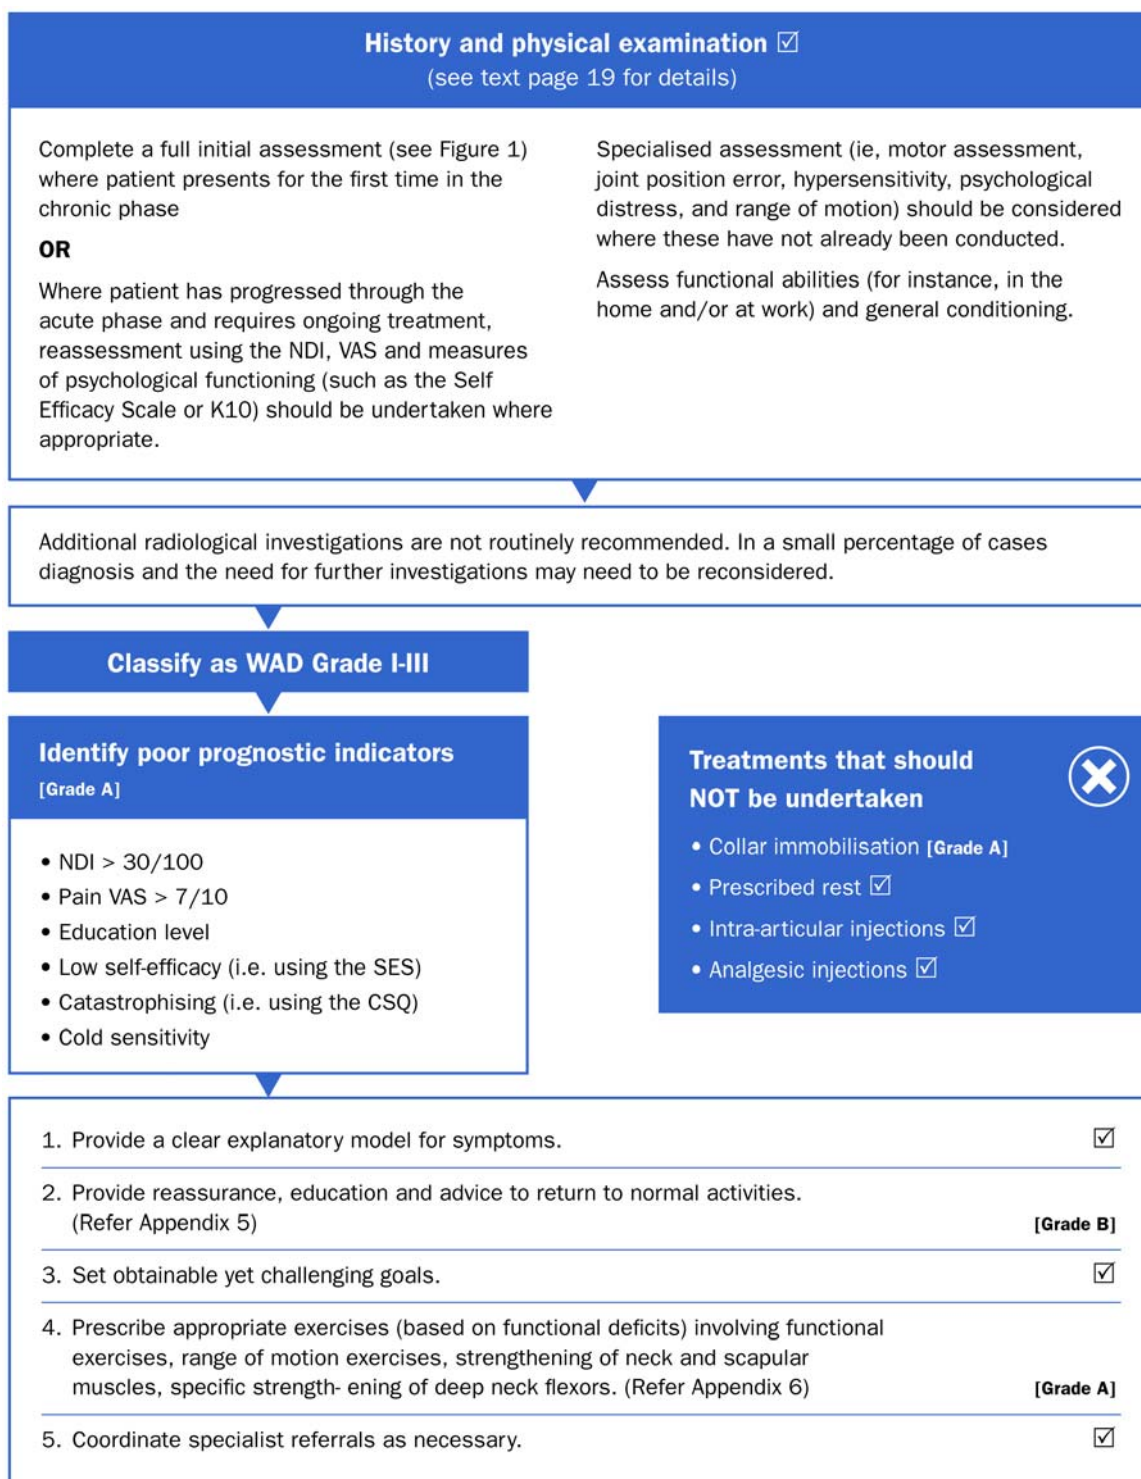 History and physical examination ☑
(see text page 19 for details)
Complete a full initial assessment (see Figure 1)
where patient presents for the first time in the
chronic phase
OR
Where patient has progressed through the
acute phase and requires ongoing treatment,
reassessment using the NDI, VAS and measures
of psychological functioning (such as the Self
Efficacy Scale or K10) should be undertaken where
appropriate.
Specialised assessment (ie, motor assessment,
joint position error, hypersensitivity, psychological
distress, and range of motion) should be considered
where these have not already been conducted.
Assess functional abilities (for instance, in the
home and/or at work) and general conditioning.
Additional radiological investigations are not routinely recommended. In a small percentage of cases
diagnosis and the need for further investigations may need to be reconsidered.
Classify as WAD Grade I-III
Identify poor prognostic indicators
[Grade A]
• NDI > 30/100
• Pain VAS > 7/10
• Education level
• Low self-efficacy (i.e. using the SES)
• Catastrophising (i.e. using the CSQ)
• Cold sensitivity
Treatments that should
NOT be undertaken
• Collar immobilisation [Grade A]
• Prescribed rest ☑
• Intra-articular injections ☑
• Analgesic injections ☑
1. Provide a clear explanatory model for symptoms. ☑
2. Provide reassurance, education and advice to return to normal activities.
(Refer Appendix 5) [Grade B]
3. Set obtainable yet challenging goals. ☑
4. Prescribe appropriate exercises (based on functional deficits) involving functional
exercises, range of motion exercises, strengthening of neck and scapular
muscles, specific strength- ening of deep neck flexors. (Refer Appendix 6) [Grade A]
5. Coordinate specialist referrals as necessary. ☑